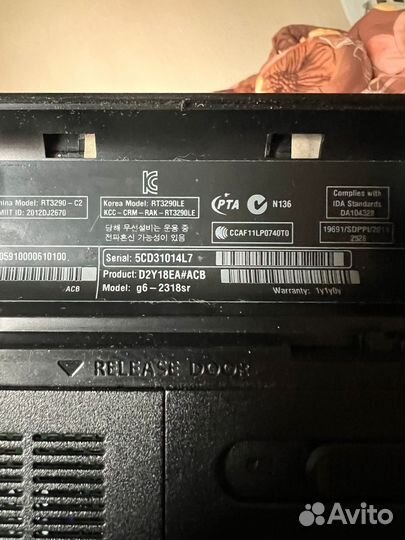 China Model: RT3290-C2
MIIT ID: 2012DJ2670
Korea Model: RT3290LE
KCC-CRM-RAK-RT3290LE
당해 무선설비는 운용 중
전파혼신 가능성이 있음
PTA
N136
CCAF11LP0740T0
Complies with
IDA Standards
DA104328
19691/SDPPI/2011
2526
05910000610100
ACB
Serial: 5CD31014L7
Product: D2Y18EA#ACB
Model: g6-2318sr
Warranty: 1y1y0y
RELEASE DOOR
Avito